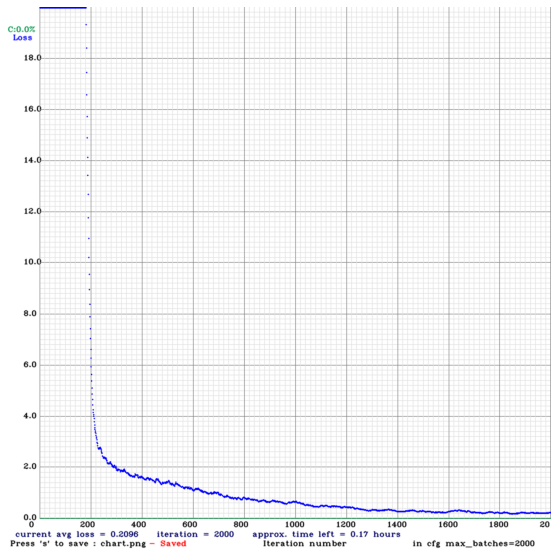 C:0.0%
Loss
18.0
16.0
14.0
12.0
10.0
8.0
6.0
4.0
2.0
0.0
0 200 400 600 800 1000 1200 1400 1600 1800 200
current avg loss = 0.2096 iteration = 2000 approx. time left = 0.17 hours
Press 's' to save : chart.png - Saved Iteration number in cfg max_batches=2000